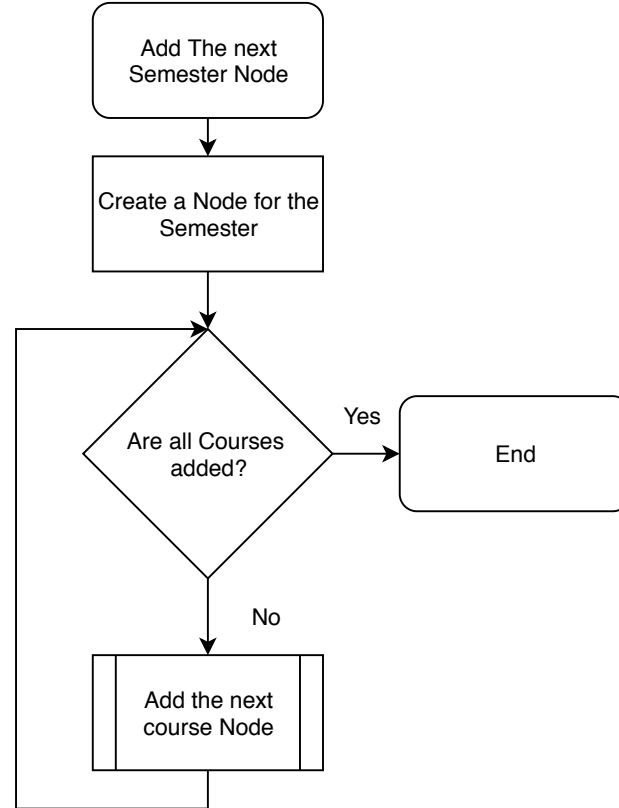 Add The next
Semester Node
Create a Node for the
Semester
Are all Courses
added?
Yes
End
No
Add the next
course Node